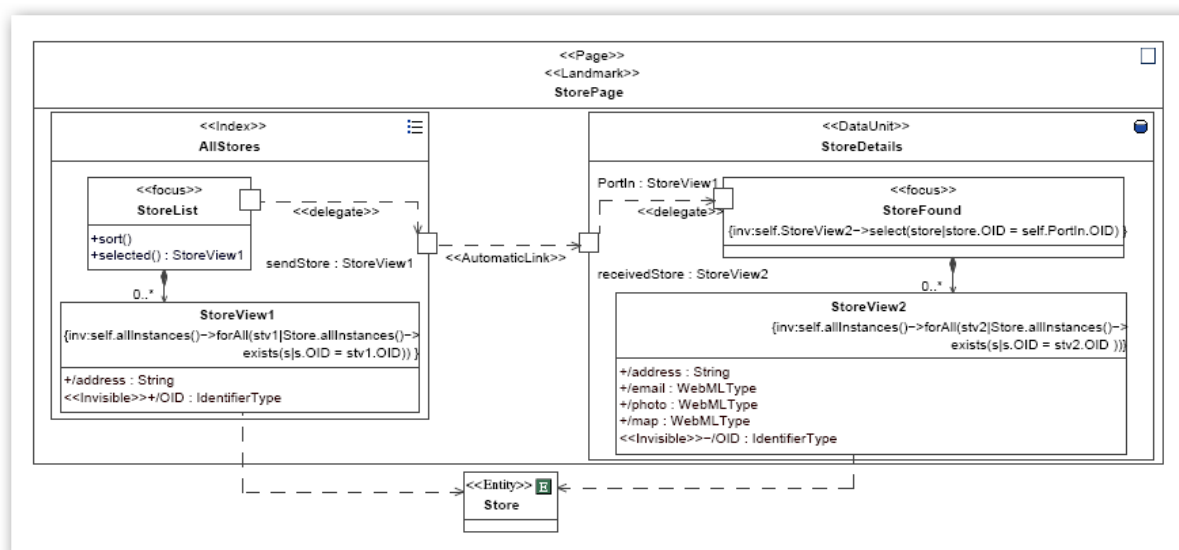 <<Page>>
<<Landmark>>
StorePage
<<Index>>
AllStores
<<focus>>
StoreList
+sort()
+selected() : StoreView1
<<delegate>>
sendStore : StoreView1
0..*
StoreView1
{inv:self.allInstances()->forAll(stv1|Store.allInstances()->
exists(s|s.OID = stv1.OID)) }
+/address : String
<<Invisible>>+/OID : IdentifierType
<<AutomaticLink>>
<<DataUnit>>
StoreDetails
PortIn : StoreView1
<<delegate>>
<<focus>>
StoreFound
{inv:self.StoreView2->select(store|store.OID = self.PortIn.OID) }
receivedStore : StoreView2
0..*
StoreView2
{inv:self.allInstances()->forAll(stv2|Store.allInstances()->
exists(s|s.OID = stv2.OID ))}
+/address : String
+/email : WebMLType
+/photo : WebMLType
+/map : WebMLType
<<Invisible>>-/OID : IdentifierType
<<Entity>> E
Store